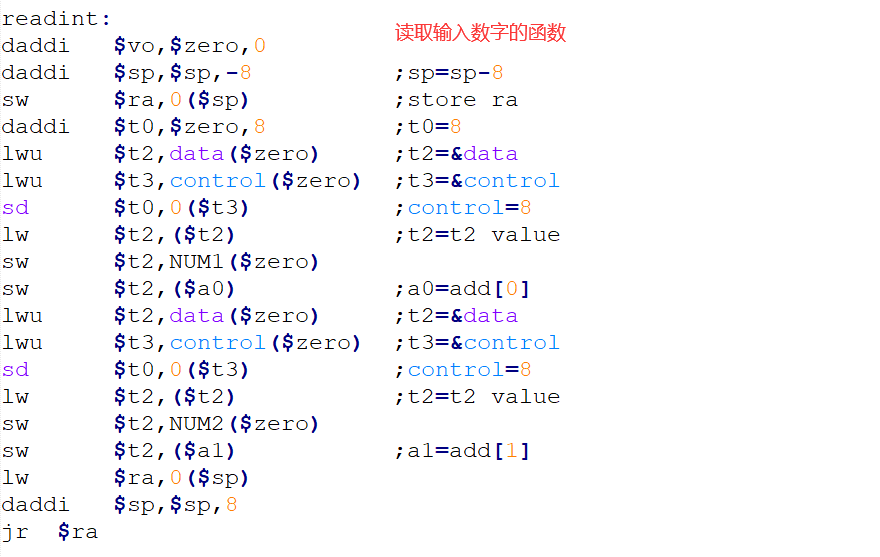 readint:
读取输入数字的函数
daddi $vo,$zero,0
daddi $sp,$sp,-8 ;sp=sp-8
sw $ra,0($sp) ;store ra
daddi $t0,$zero,8 ;t0=8
lwu $t2,data($zero) ;t2=&data
lwu $t3,control($zero) ;t3=&control
sd $t0,0($t3) ;control=8
lw $t2,($t2) ;t2=t2 value
sw $t2,NUM1($zero)
sw $t2,($a0) ;a0=add[0]
lwu $t2,data($zero) ;t2=&data
lwu $t3,control($zero) ;t3=&control
sd $t0,0($t3) ;control=8
lw $t2,($t2) ;t2=t2 value
sw $t2,NUM2($zero)
sw $t2,($a1) ;a1=add[1]
lw $ra,0($sp)
daddi $sp,$sp,8
jr $ra